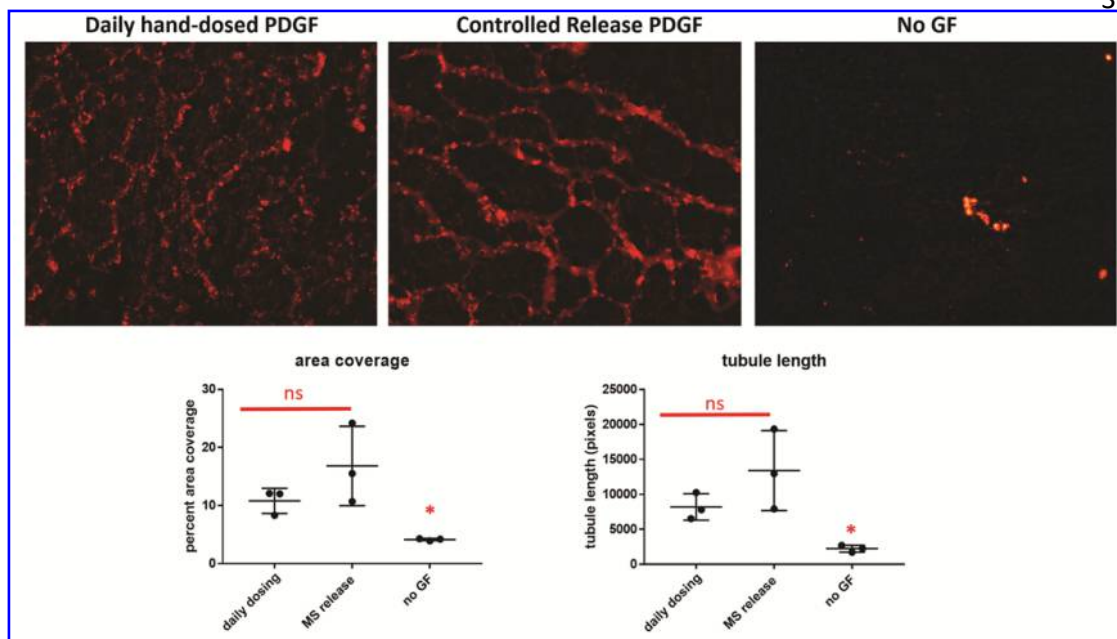 Daily hand-dosed PDGF Controlled Release PDGF No GF
area coverage
percent area coverage
30
20
10
0
ns
*
daily dosing
MS release
no GF
tubule length
tubule length (pixels)
25000
20000
15000
10000
5000
0
ns
*
daily dosing
MS release
no GF